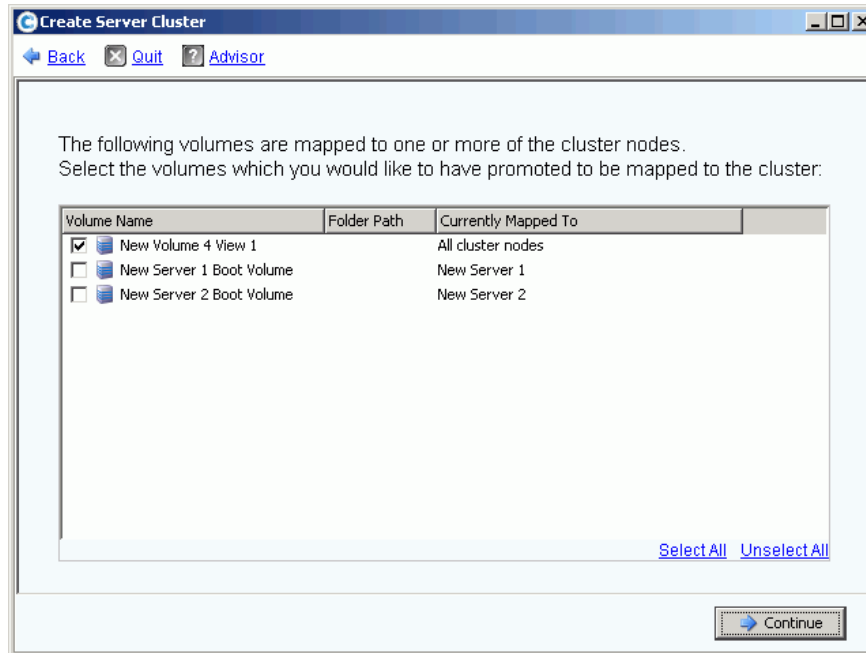 Create Server Cluster
Back Quit Advisor
The following volumes are mapped to one or more of the cluster nodes.
Select the volumes which you would like to have promoted to be mapped to the cluster:
Volume Name Folder Path Currently Mapped To
New Volume 4 View 1 All cluster nodes
New Server 1 Boot Volume New Server 1
New Server 2 Boot Volume New Server 2
Select All Unselect All
Continue